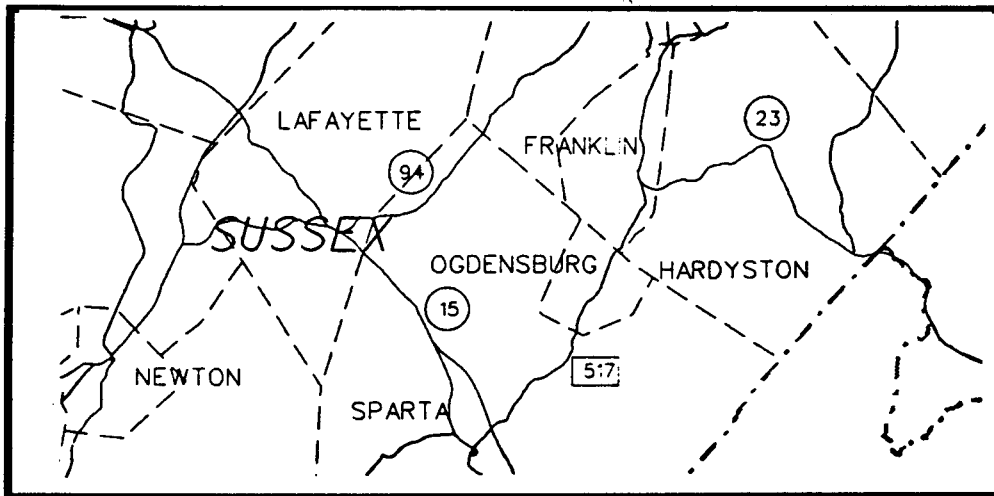 LAFAYETTE
23
FRANKLIN
94
SUSSEX
OGDENSBURG
HARDYSTON
15
NEWTON
517
SPARTA